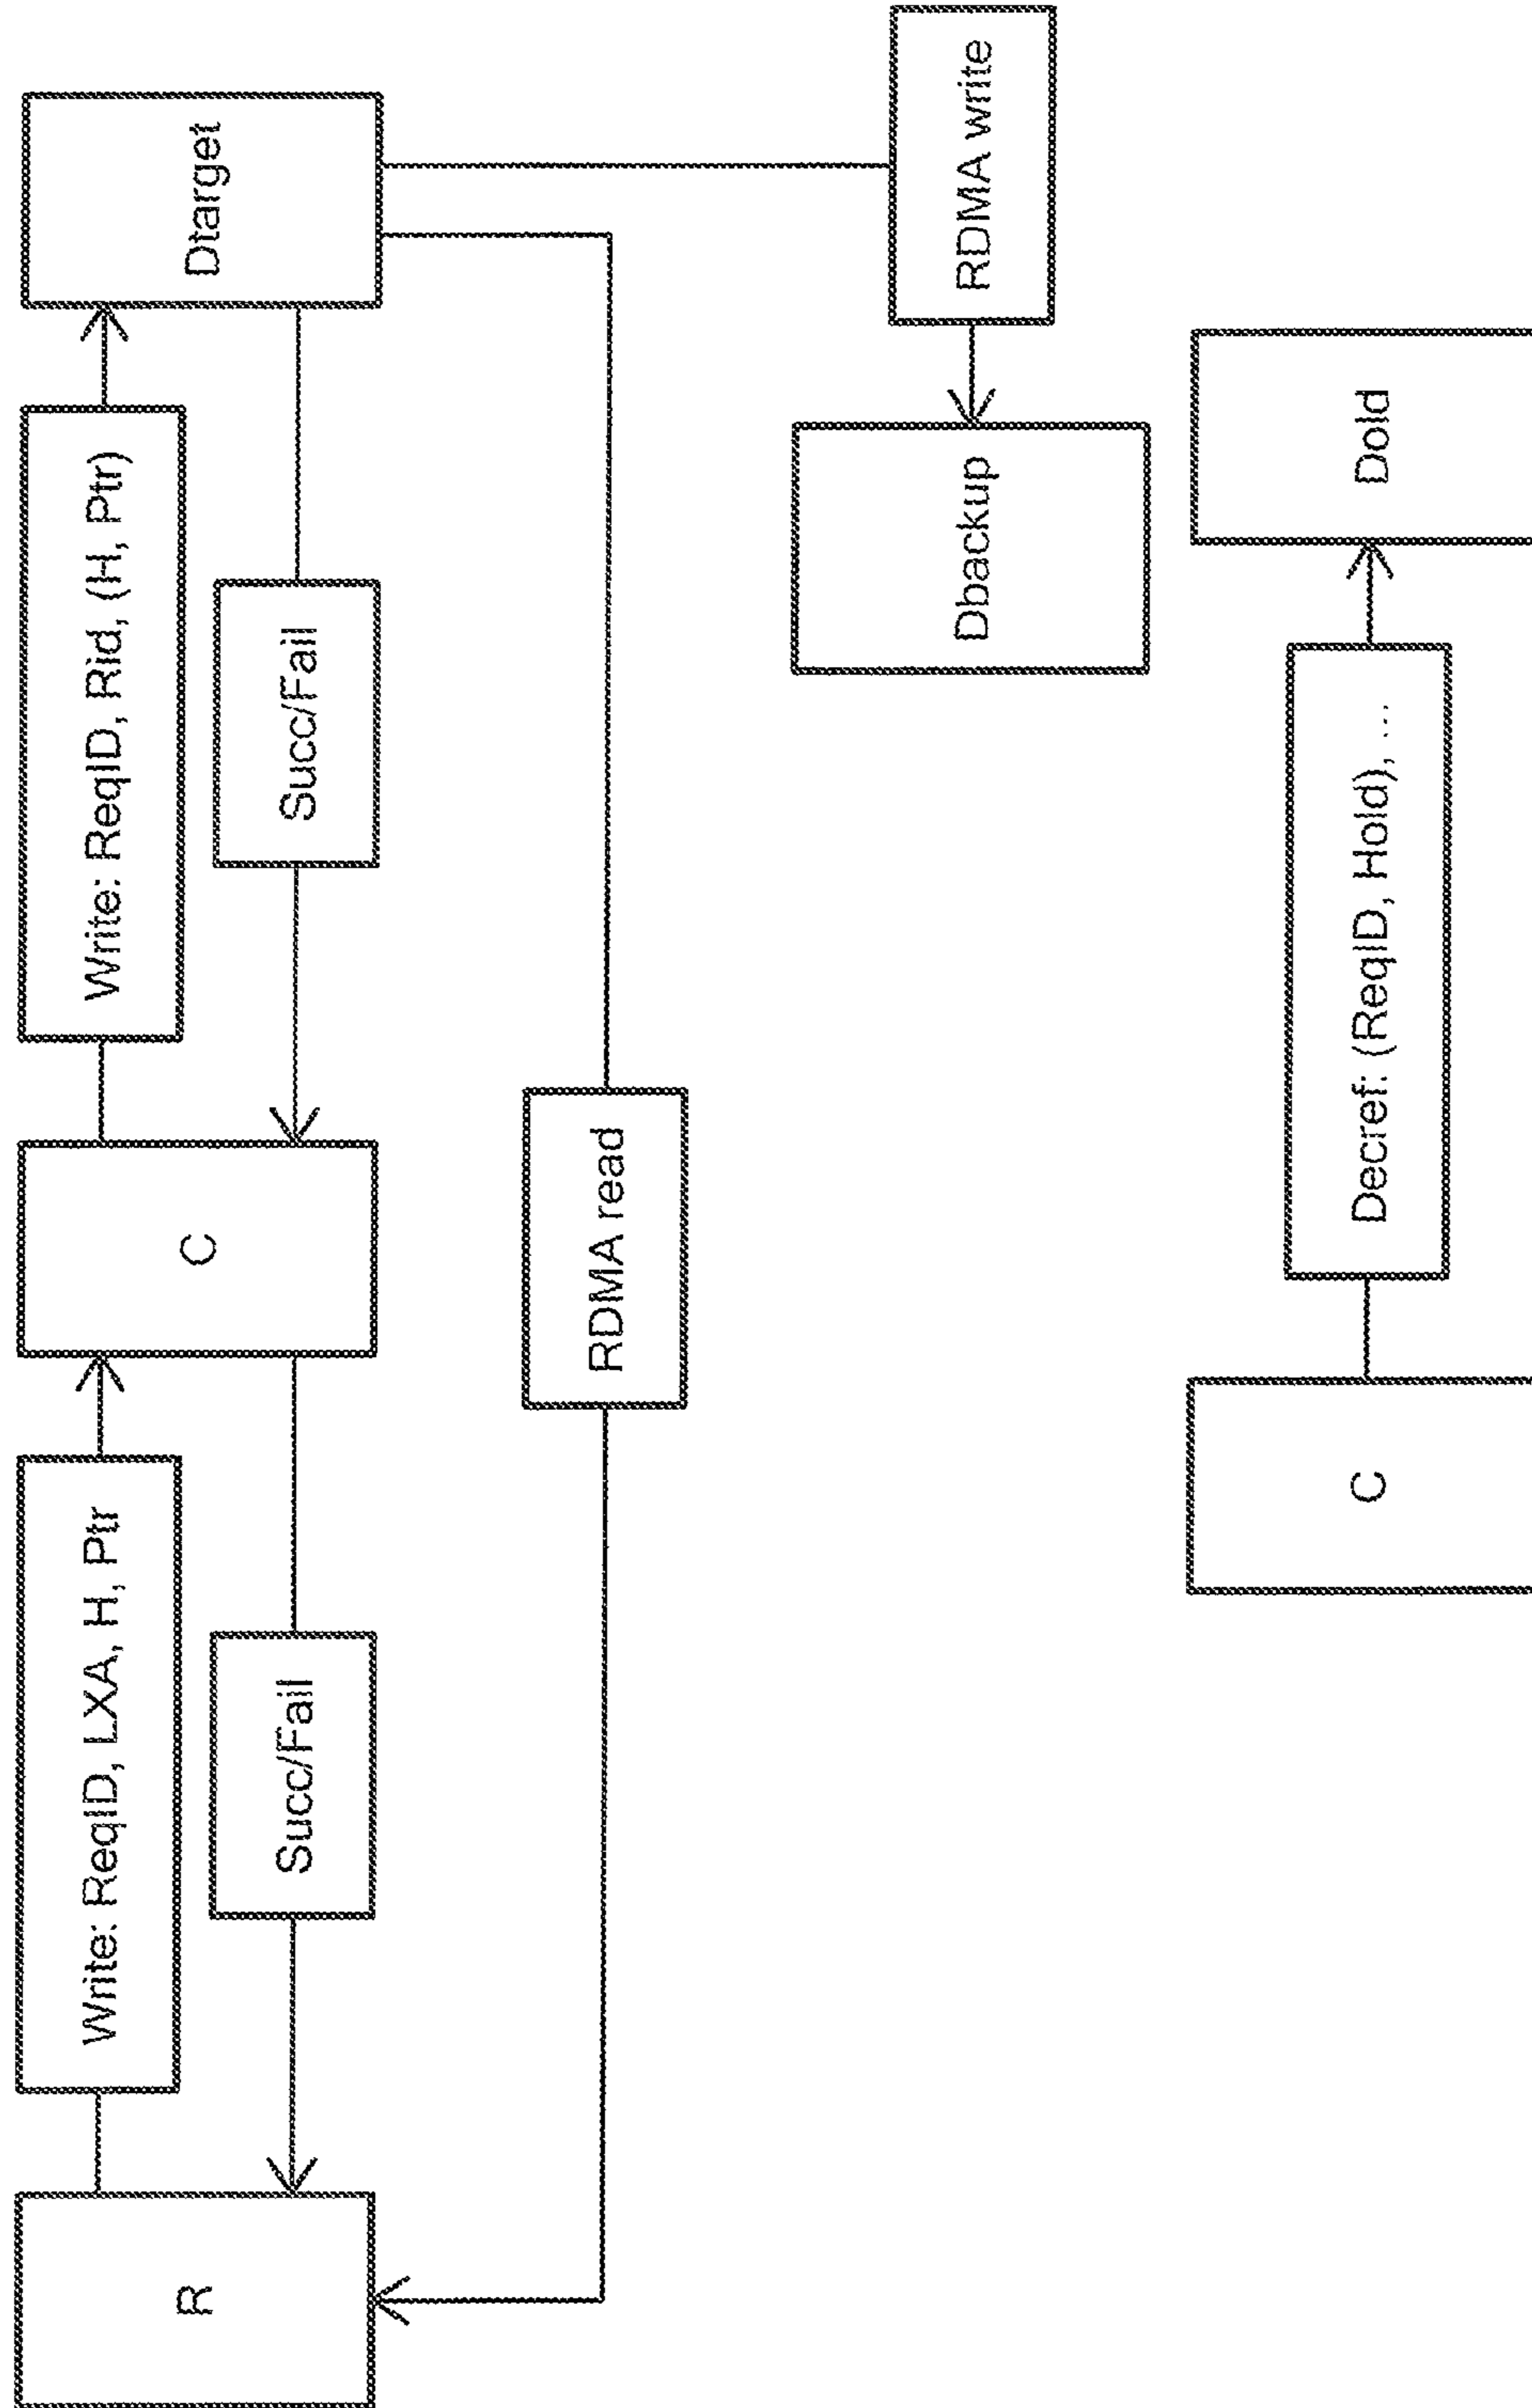 R
Write: ReqID, LXA, H, Ptr
Succ/Fail
C
Write: ReqID, Rid, (H, Ptr)
Succ/Fail
Dtarget
RDMA read
RDMA write
Dbackup
C
Decref: (ReqID, Hold), ...
Dold